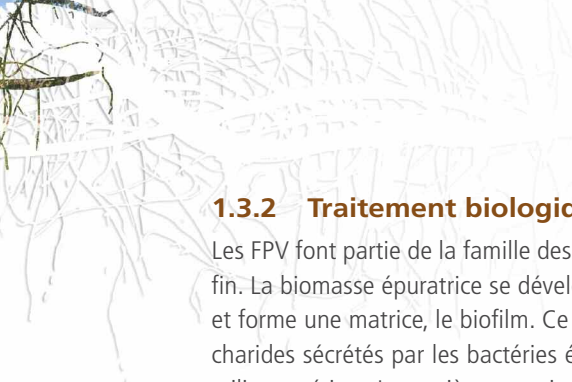 1.3.2 Traitement biologiq
Les FPV font partie de la famille des
fin. La biomasse épuratrice se dével
et forme une matrice, le biofilm. Ce
charides sécrétés par les bactéries é